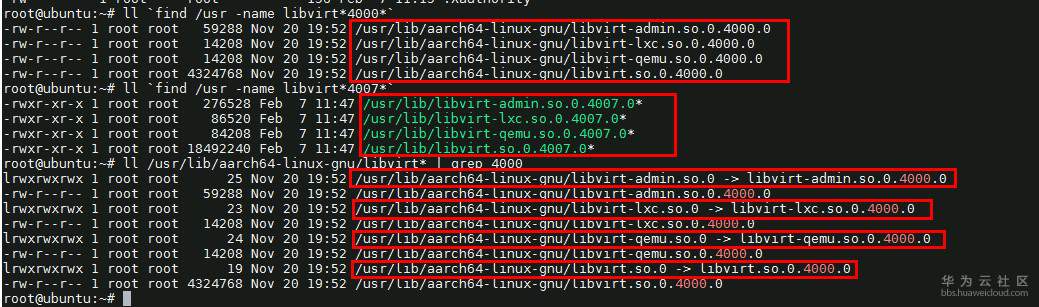 root@ubuntu:~# ll `find /usr -name libvirt*4000*`
-rw-r--r-- 1 root root    59288 Nov 20 19:52 /usr/lib/aarch64-linux-gnu/libvirt-admin.so.0.4000.0
-rw-r--r-- 1 root root    14208 Nov 20 19:52 /usr/lib/aarch64-linux-gnu/libvirt-lxc.so.0.4000.0
-rw-r--r-- 1 root root    14208 Nov 20 19:52 /usr/lib/aarch64-linux-gnu/libvirt-qemu.so.0.4000.0
-rw-r--r-- 1 root root  4324768 Nov 20 19:52 /usr/lib/aarch64-linux-gnu/libvirt.so.0.4000.0
root@ubuntu:~# ll `find /usr -name libvirt*4007*`
-rwxr-xr-x 1 root root   276528 Feb  7 11:47 /usr/lib/libvirt-admin.so.0.4007.0*
-rwxr-xr-x 1 root root    86520 Feb  7 11:47 /usr/lib/libvirt-lxc.so.0.4007.0*
-rwxr-xr-x 1 root root    84208 Feb  7 11:47 /usr/lib/libvirt-qemu.so.0.4007.0*
-rwxr-xr-x 1 root root 18492240 Feb  7 11:47 /usr/lib/libvirt.so.0.4007.0*
root@ubuntu:~# ll /usr/lib/aarch64-linux-gnu/libvirt* | grep 4000
lrwxrwxrwx 1 root root       25 Nov 20 19:52 /usr/lib/aarch64-linux-gnu/libvirt-admin.so.0 -> libvirt-admin.so.0.4000.0
-rw-r--r-- 1 root root    59288 Nov 20 19:52 /usr/lib/aarch64-linux-gnu/libvirt-admin.so.0.4000.0
lrwxrwxrwx 1 root root       23 Nov 20 19:52 /usr/lib/aarch64-linux-gnu/libvirt-lxc.so.0 -> libvirt-lxc.so.0.4000.0
-rw-r--r-- 1 root root    14208 Nov 20 19:52 /usr/lib/aarch64-linux-gnu/libvirt-lxc.so.0.4000.0
lrwxrwxrwx 1 root root       24 Nov 20 19:52 /usr/lib/aarch64-linux-gnu/libvirt-qemu.so.0 -> libvirt-qemu.so.0.4000.0
-rw-r--r-- 1 root root    14208 Nov 20 19:52 /usr/lib/aarch64-linux-gnu/libvirt-qemu.so.0.4000.0
lrwxrwxrwx 1 root root       19 Nov 20 19:52 /usr/lib/aarch64-linux-gnu/libvirt.so.0 -> libvirt.so.0.4000.0
-rw-r--r-- 1 root root  4324768 Nov 20 19:52 /usr/lib/aarch64-linux-gnu/libvirt.so.0.4000.0
root@ubuntu:~#
华为云社区
bbs.huaweicloud.com